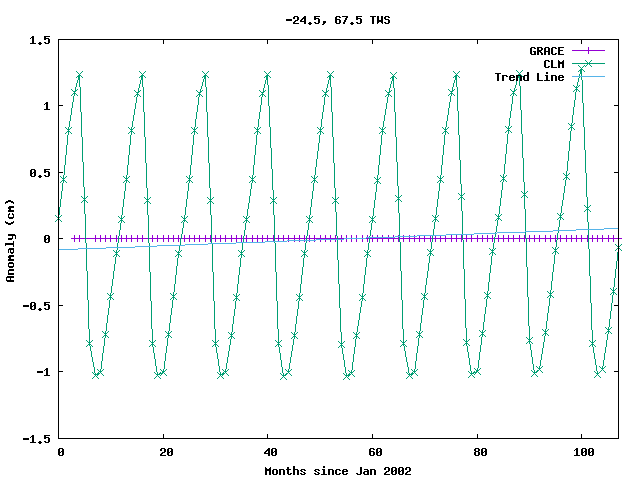 -24.5, 67.5 TWS
GRACE
CLM
Trend Line
1.5
1
0.5
0
-0.5
-1
-1.5
Anomaly (cm)
0 20 40 60 80 100
Months since Jan 2002